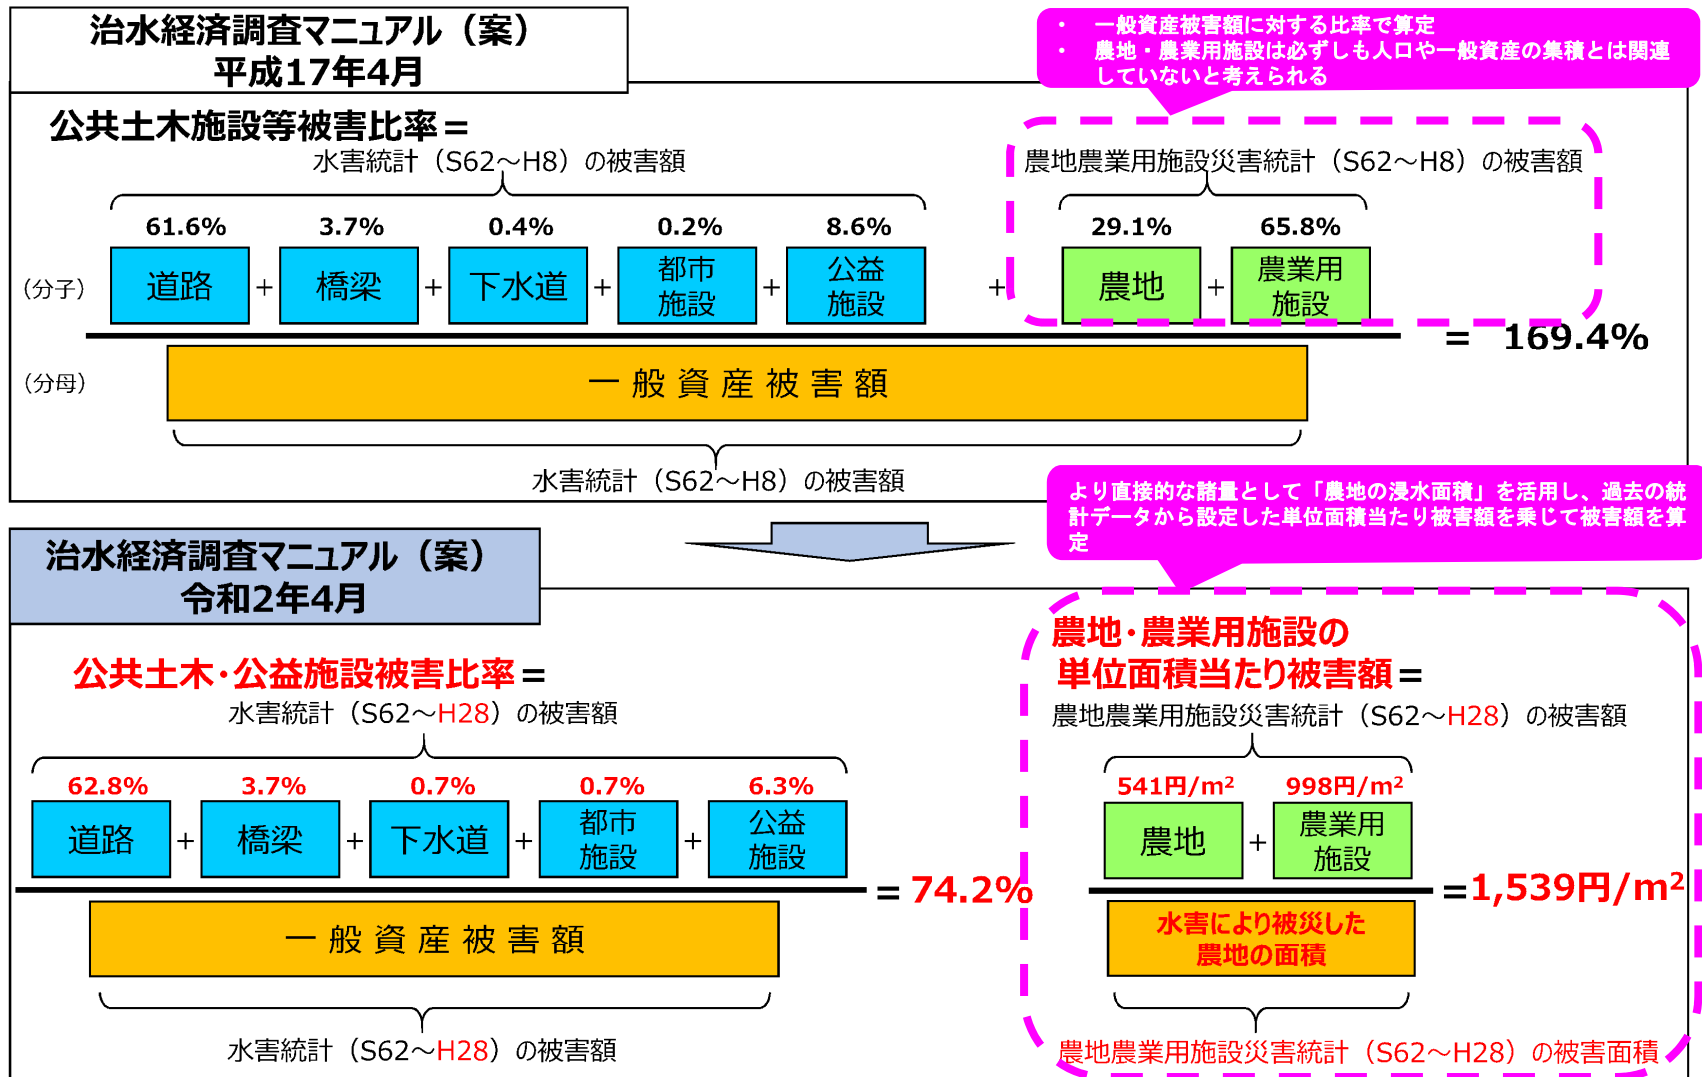 治水経済調査マニュアル（案）
平成17年4月
・ 一般資産被害額に対する比率で算定
・ 農地・農業用施設は必ずしも人口や一般資産の集積とは関連
していないと考えられる
公共土木施設等被害比率＝
水害統計（S62～H8）の被害額
農地農業用施設災害統計（S62～H8）の被害額
61.6% 3.7% 0.4% 0.2% 8.6% 29.1% 65.8%
（分子） 道路 + 橋梁 + 下水道 + 都市 施設 + 公益 施設 + 農地 + 農業用 施設
= 169.4%
（分母） 一般資産被害額
水害統計（S62～H8）の被害額
より直接的な諸量として「農地の浸水面積」を活用し、過去の統
計データから設定した単位面積当たり被害額を乗じて被害額を算
定
治水経済調査マニュアル（案）
令和2年4月
公共土木・公益施設被害比率＝
水害統計（S62～H28）の被害額
62.8% 3.7% 0.7% 0.7% 6.3%
道路 + 橋梁 + 下水道 + 都市 施設 + 公益 施設
= 74.2%
一般資産被害額
水害統計（S62～H28）の被害額
農地・農業用施設の
単位面積当たり被害額＝
農地農業用施設災害統計（S62～H28）の被害額
541円/m² 998円/m²
農地 + 農業用 施設
=1,539円/m²
水害により被災した
農地の面積
農地農業用施設災害統計（S62～H28）の被害面積